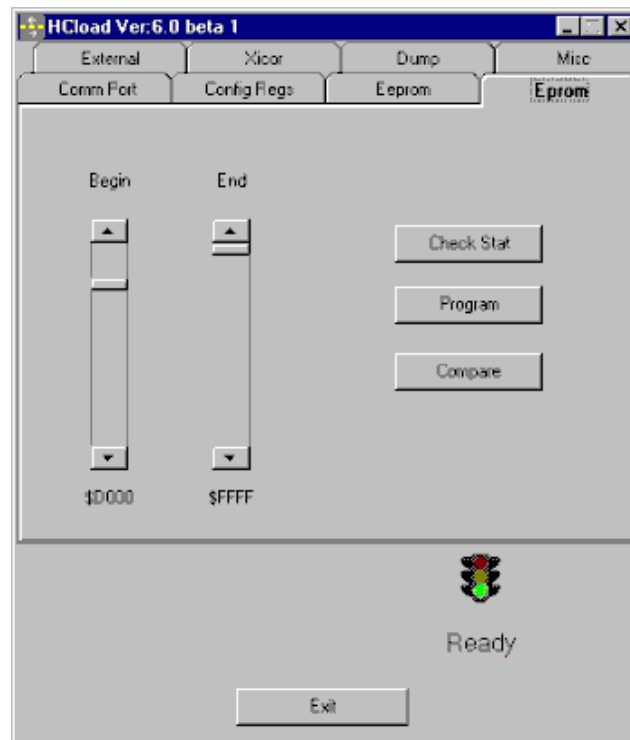 HCload Ver:6.0 beta 1
External Xicor Dump Misc
Comm Port Config Regs Eeprom Eprom
Begin End
Check Stat
Program
Compare
$D000 $FFFF
Ready
Exit